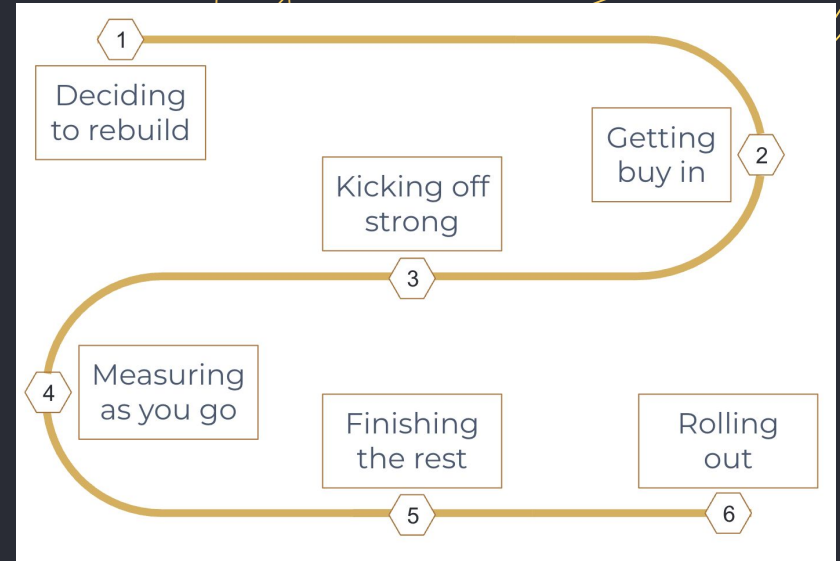 1
Deciding
to rebuild
2
Getting
buy in
3
Kicking off
strong
4
Measuring
as you go
5
Finishing
the rest
6
Rolling
out